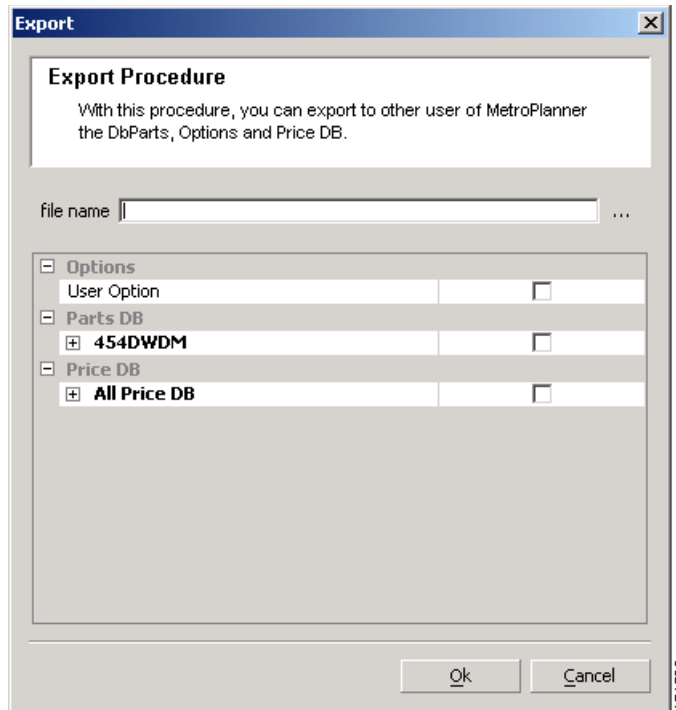 Export
Export Procedure
With this procedure, you can export to other user of MetroPlanner
the DbParts, Options and Price DB.
file name ...
Options
User Option
Parts DB
454DWDM
Price DB
All Price DB
Ok Cancel